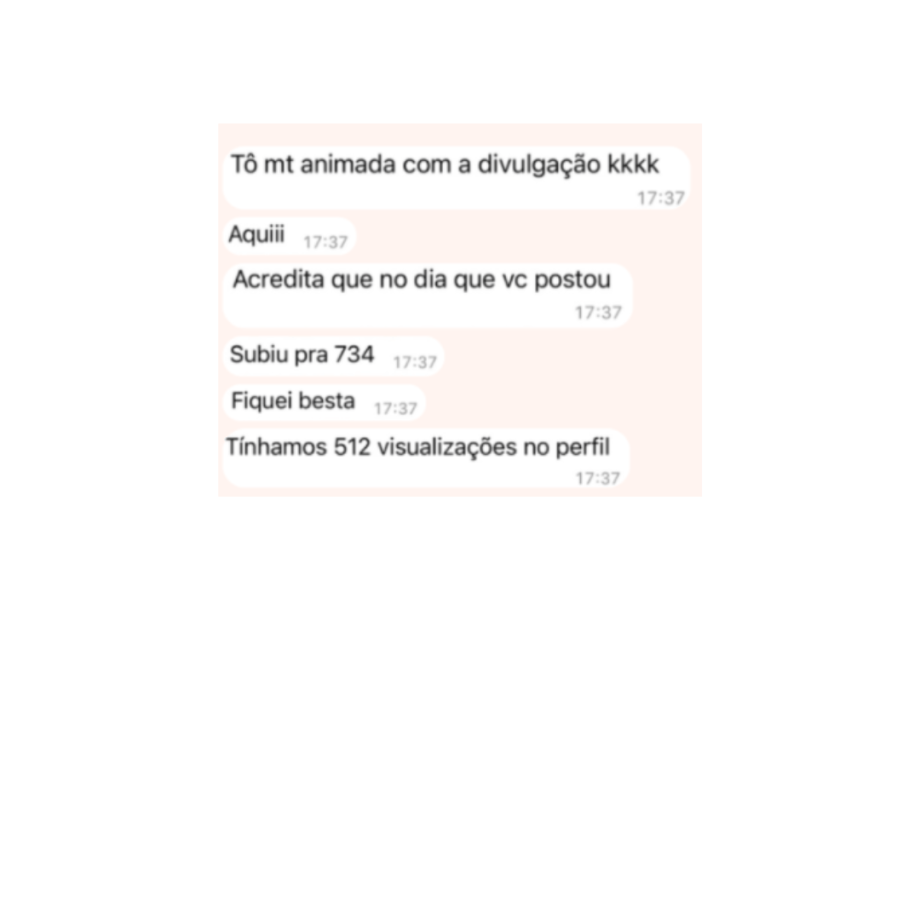 Tô mt animada com a divulgação kkkk
17:37
Aquiii 17:37
Acredita que no dia que vc postou
17:37
Subiu pra 734 17:37
Fiquei besta 17:37
Tínhamos 512 visualizações no perfil
17:37